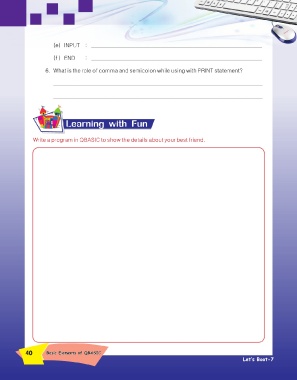 (e) INPUT :
(f) END :
6. What is the role of comma and semicolon while using with PRINT statement?
Learning with Fun
Write a program in QBASIC to show the details about your best friend.
40 Basic Elements of QBASIC
Let's Boot-7